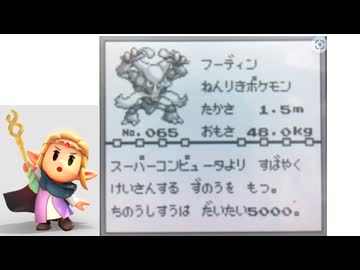 フーディン
ねんりきポケモン
たかさ 1.5m
No.065 おもさ 48.0kg
スーパーコンピュータより すばやく
けいさんする ずのうを もつ。
ちのうしすうは だいたい5000。